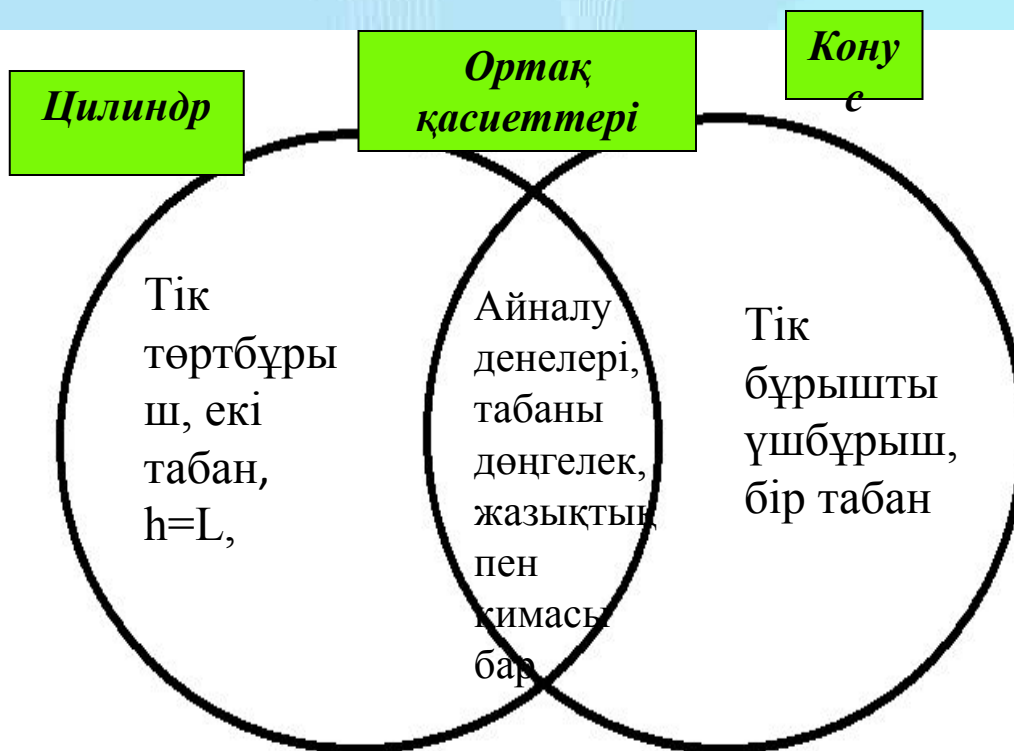 Цилиндр
Ортақ
қасиеттері
Кону
с
Тік
төртбұры
ш, екі
табан,
h=L,
Айналу
денелері,
табаны
дөңгелек,
жазықтық
пен
қимасы
бар
Тік
бұрышты
үшбұрыш,
бір табан